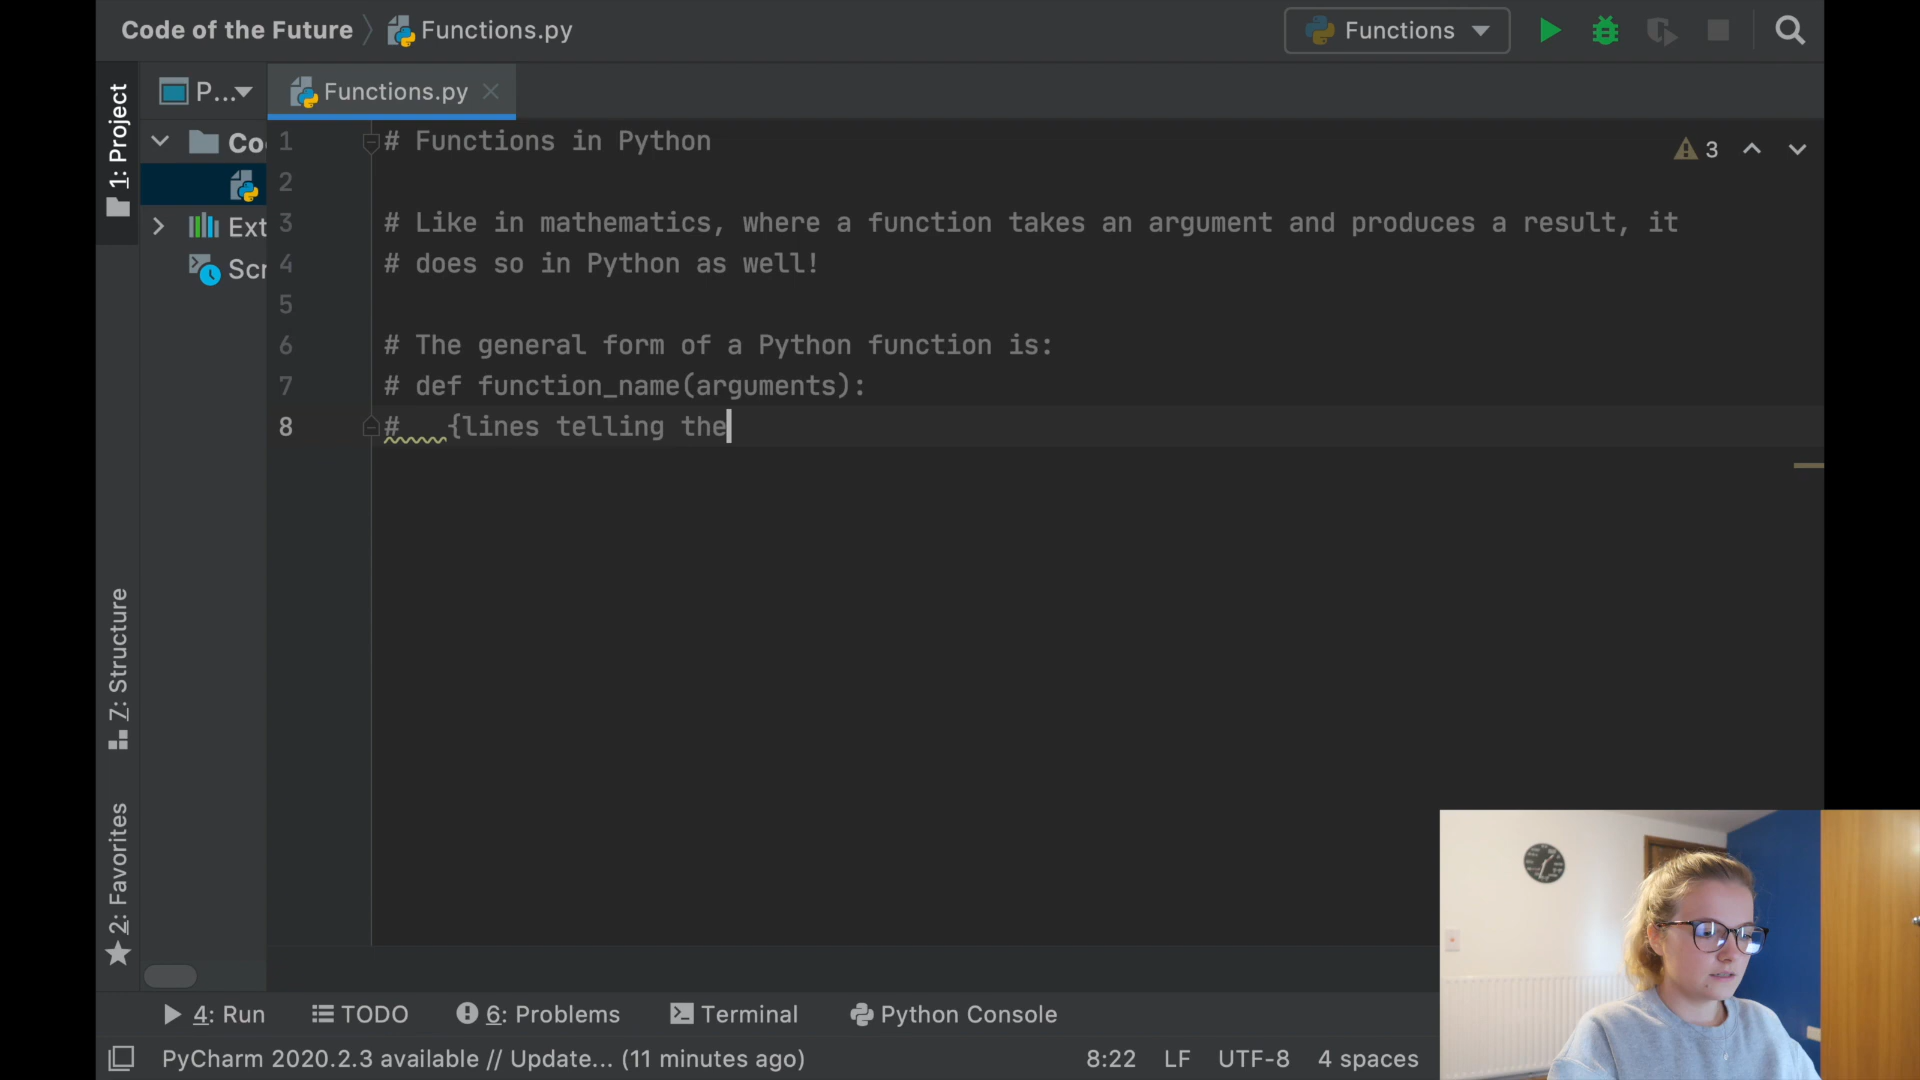 Code of the Future
Functions.py
Functions
1: Project
P...
Functions.py
Co
Ext
Scr
1 # Functions in Python
2
3 # Like in mathematics, where a function takes an argument and produces a result, it
4 # does so in Python as well!
5
6 # The general form of a Python function is:
7 # def function_name(arguments):
8 #   {lines telling the
3
7: Structure
2: Favorites
4: Run
TODO
6: Problems
Terminal
Python Console
PyCharm 2020.2.3 available // Update... (11 minutes ago)
8:22 LF UTF-8 4 spaces